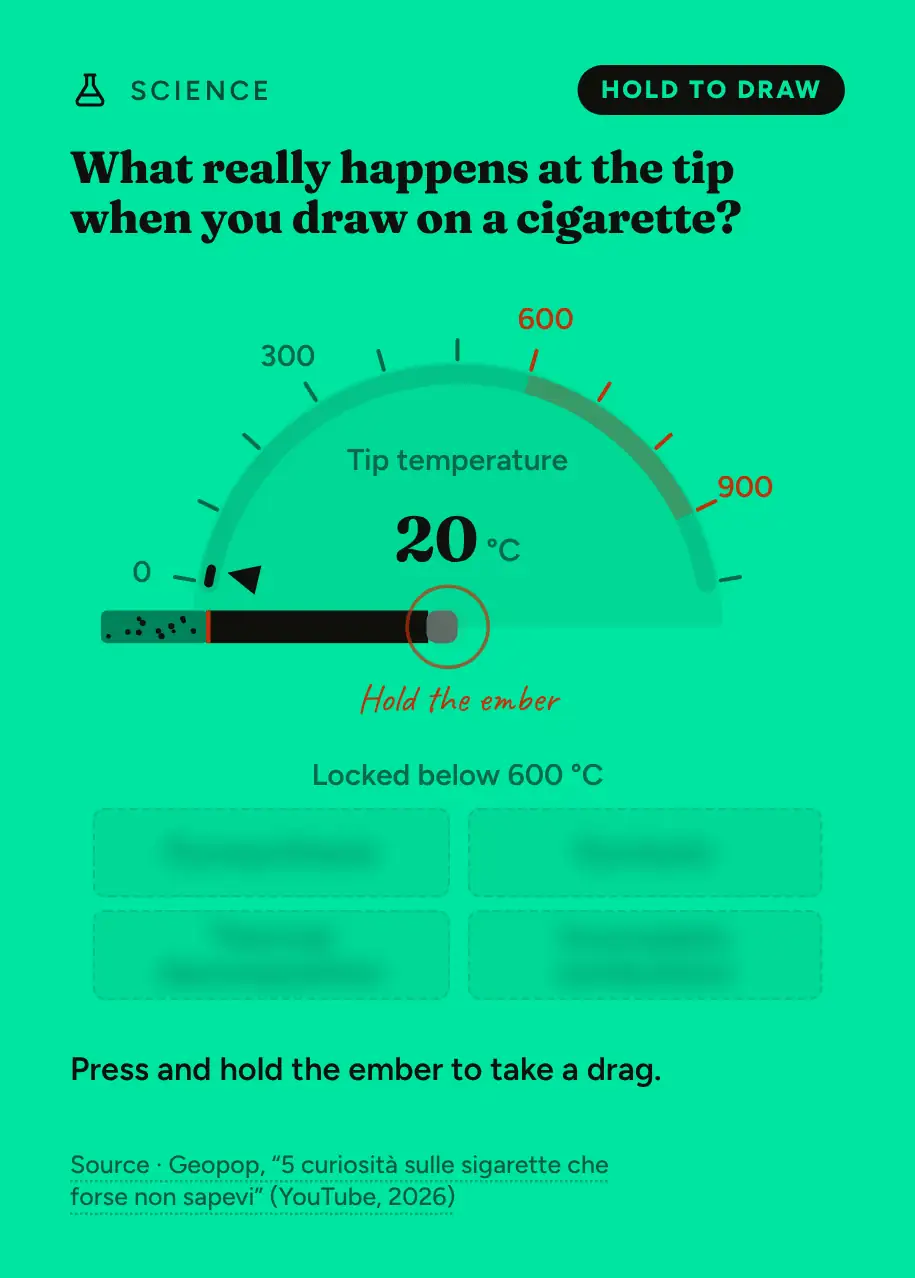 SCIENCE
HOLD TO DRAW
What really happens at the tip
when you draw on a cigarette?
600
300
900
0
Tip temperature
20 °C
Hold the ember
Locked below 600 °C
Press and hold the ember to take a drag.
Source · Geopop, “5 curiosità sulle sigarette che
forse non sapevi” (YouTube, 2026)